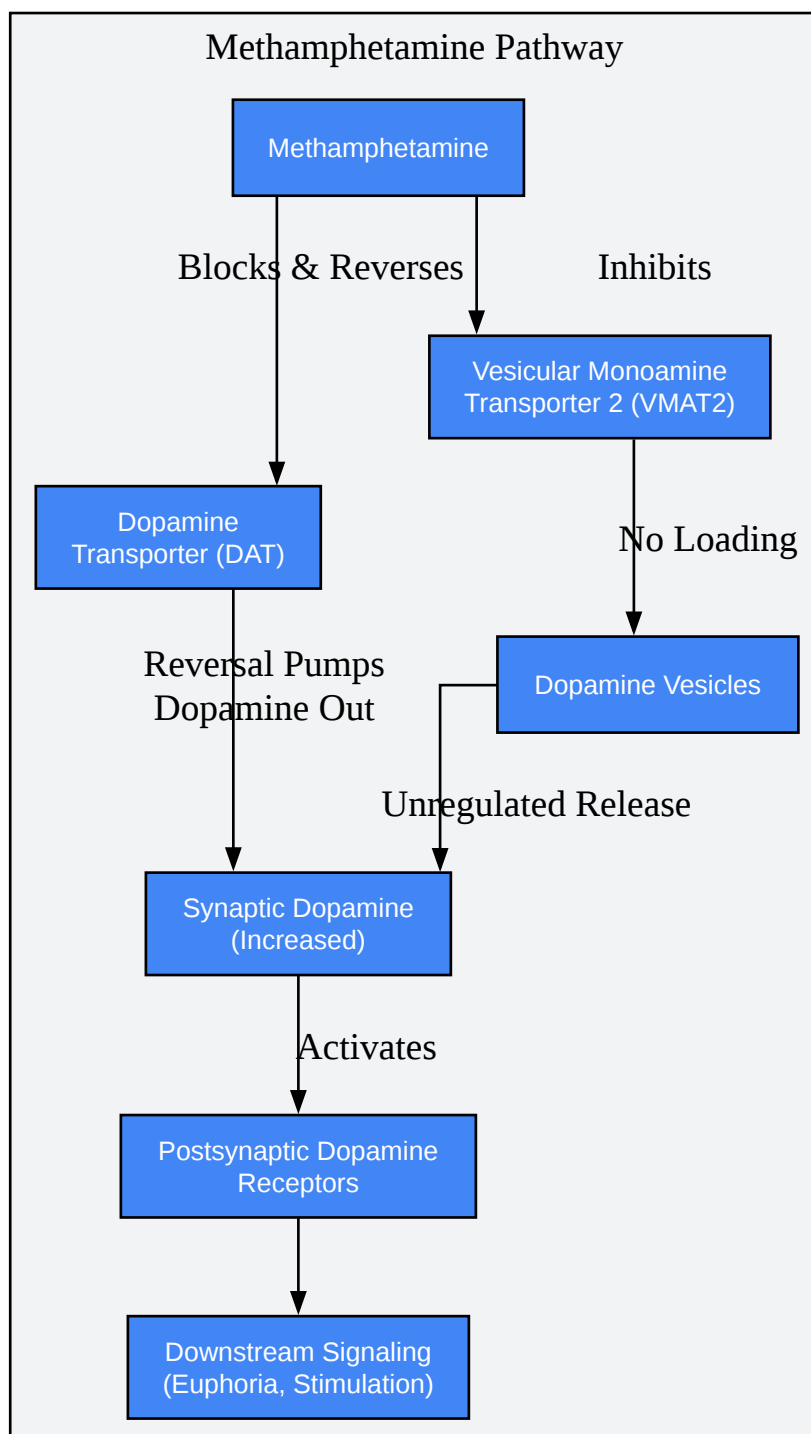 Methamphetamine Pathway
Methamphetamine
Blocks & Reverses
Inhibits
Vesicular Monoamine
Transporter 2 (VMAT2)
Dopamine
Transporter (DAT)
No Loading
Reversal Pumps
Dopamine Out
Dopamine Vesicles
Unregulated Release
Synaptic Dopamine
(Increased)
Activates
Postsynaptic Dopamine
Receptors
Downstream Signaling
(Euphoria, Stimulation)